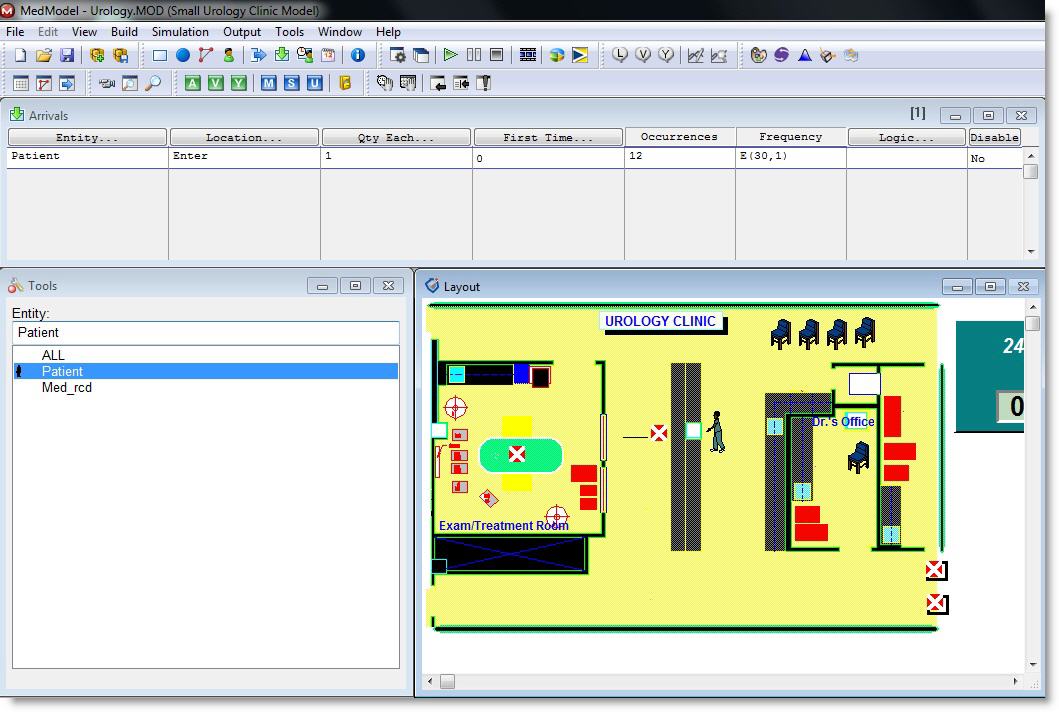 MedModel - Urology.MOD (Small Urology Clinic Model)
File Edit View Build Simulation Output Tools Window Help
L V Y
A V Y M S U
Arrivals [1]
Entity... Location... Qty Each... First Time... Occurrences Frequency Logic... Disable
Patient Enter 1 0 12 E(30,1) No
Tools
Entity:
Patient
ALL
Patient
Med_rcd
Layout
UROLOGY CLINIC
24
0
Dr.'s Office
Exam/Treatment Room